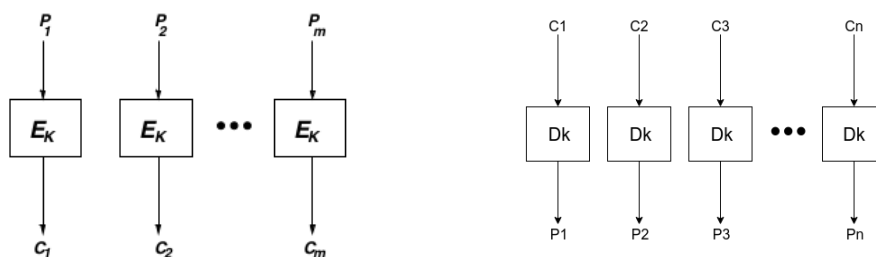 P1 P2 Pm
EK EK ••• EK
C1 C2 Cm
C1 C2 C3 Cn
Dk Dk Dk ••• Dk
P1 P2 P3 Pn